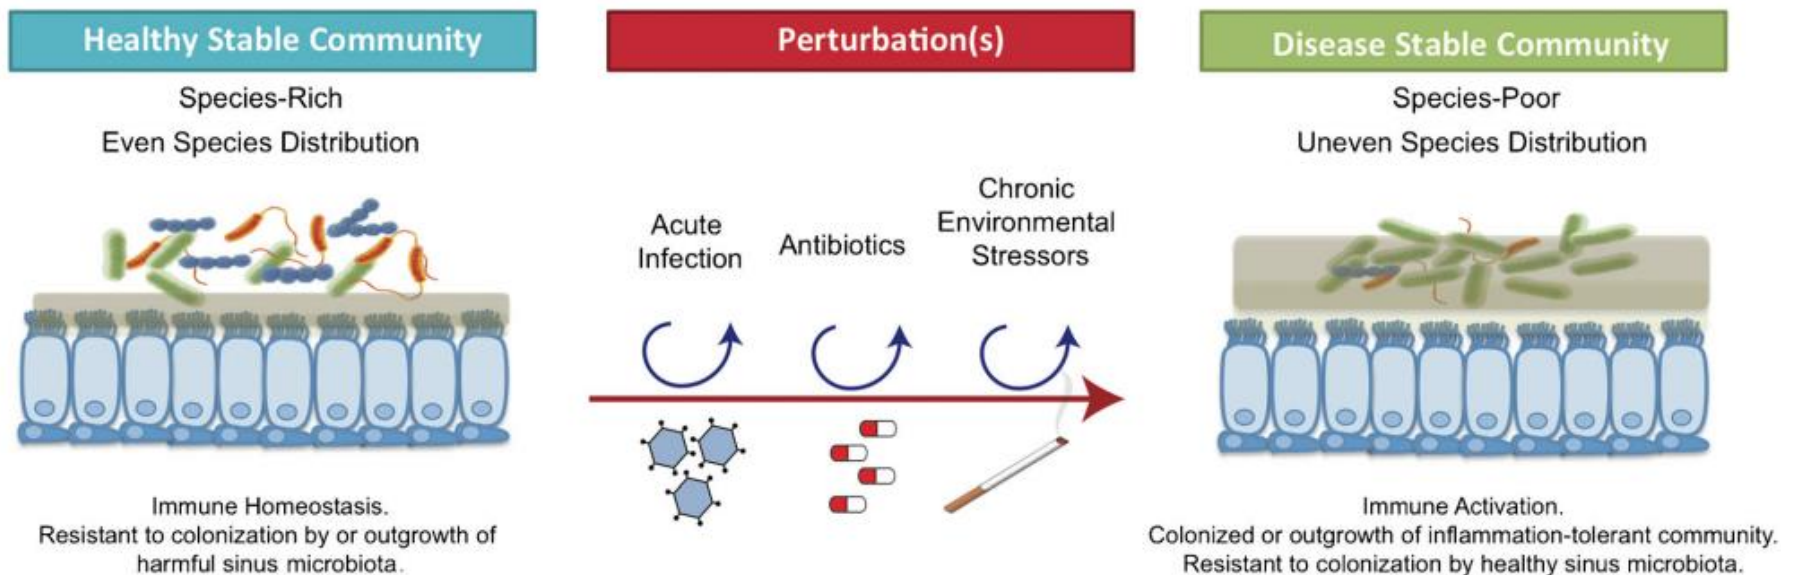 Healthy Stable Community
Species-Rich
Even Species Distribution
Immune Homeostasis.
Resistant to colonization by or outgrowth of
harmful sinus microbiota.
Perturbation(s)
Acute
Infection
Antibiotics
Chronic
Environmental
Stressors
Disease Stable Community
Species-Poor
Uneven Species Distribution
Immune Activation.
Colonized or outgrowth of inflammation-tolerant community.
Resistant to colonization by healthy sinus microbiota.